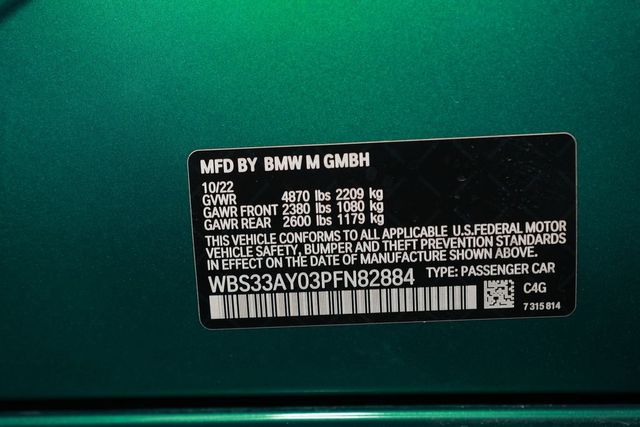 MFD BY BMW M GMBH
10/22
GVWR 4870 lbs 2209 kg
GAWR FRONT 2380 lbs 1080 kg
GAWR REAR 2600 lbs 1179 kg
THIS VEHICLE CONFORMS TO ALL APPLICABLE U.S.FEDERAL MOTOR
VEHICLE SAFETY, BUMPER AND THEFT PREVENTION STANDARDS
IN EFFECT ON THE DATE OF MANUFACTURE SHOWN ABOVE.
WBS33AY03PFN82884 TYPE: PASSENGER CAR
C4G
7 315 814